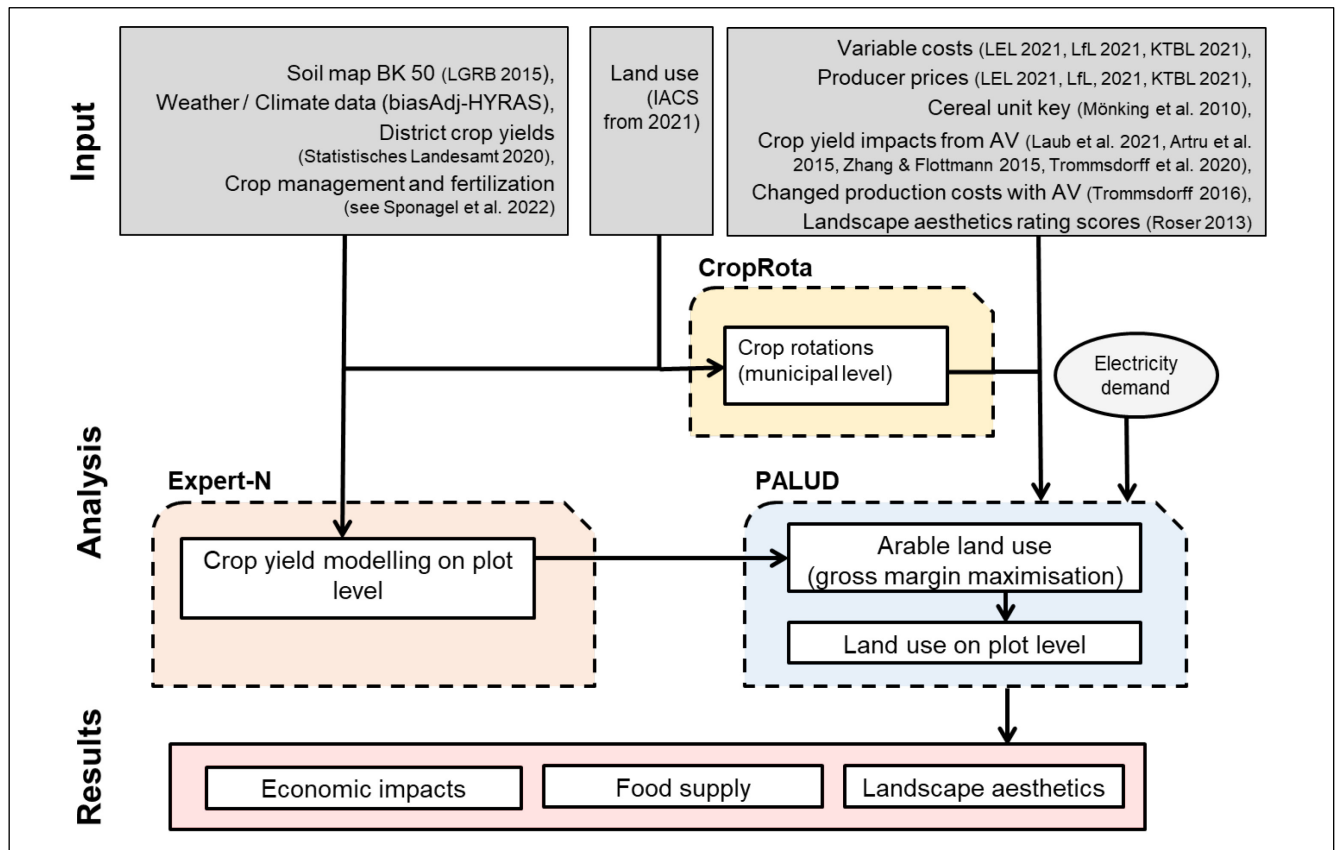 Input
Soil map BK 50 (LGRB 2015),
Weather / Climate data (biasAdj-HYRAS),
District crop yields
(Statistisches Landesamt 2020),
Crop management and fertilization
(see Sponagel et al. 2022)
Land use
(IACS
from 2021)
Variable costs (LEL 2021, LfL 2021, KTBL 2021),
Producer prices (LEL 2021, LfL, 2021, KTBL 2021),
Cereal unit key (Mönking et al. 2010),
Crop yield impacts from AV (Laub et al. 2021, Artru et al.
2015, Zhang & Flottmann 2015, Trommsdorff et al. 2020),
Changed production costs with AV (Trommsdorff 2016),
Landscape aesthetics rating scores (Roser 2013)
CropRota
Crop rotations
(municipal level)
Electricity
demand
Analysis
Expert-N
Crop yield modelling on plot
level
PALUD
Arable land use
(gross margin maximisation)
Land use on plot level
Results
Economic impacts
Food supply
Landscape aesthetics